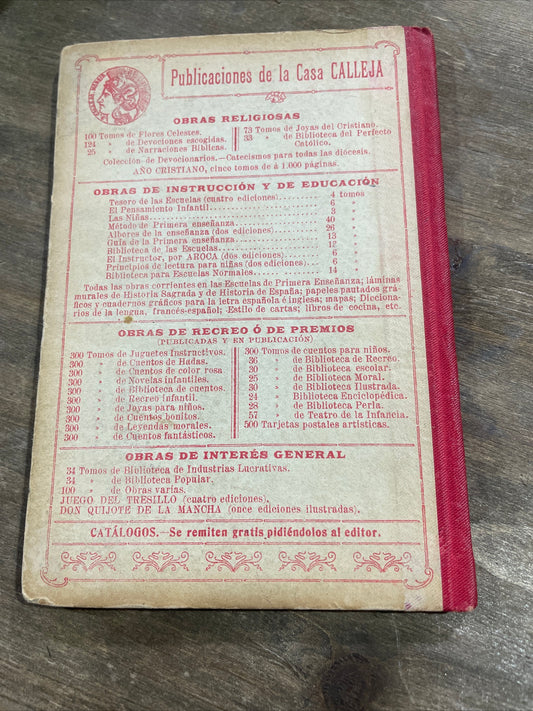 Publicaciones de la Casa CALLEJA
OBRAS RELIGIOSAS
100 Tomos de Flores Celestes.
124 » de Devociones escogidas.
25 » de Narraciones Bíblicas.
73 Tomos de Joyas del Cristiano.
33 » de Biblioteca del Perfecto
Católico.
Colección de Devocionarios.—Catecismos para todas las diócesis.
AÑO CRISTIANO, cinco tomos de á 1.000 páginas.
OBRAS DE INSTRUCCIÓN Y DE EDUCACIÓN
Tesoro de las Escuelas (cuatro ediciones) 4 tomos
El Pensamiento Infantil 6 »
Las Niñas 3 »
Método de Primera enseñanza 40 »
Albores de la enseñanza (dos ediciones) 26 »
Guía de la Primera enseñanza 13 »
Biblioteca de las Escuelas 12 »
El Instructor, por AROCA (dos ediciones) 6 »
Principios de lectura para niñas (dos ediciones) 6 »
Biblioteca para Escuelas Normales 14 »
Todas las obras corrientes en las Escuelas de Primera Enseñanza; láminas
murales de Historia Sagrada y de Historia de España; papeles pautados grá-
ficos y cuadernos gráficos para la letra española é inglesa; mapas; Dicciona-
rios de la lengua, francés-español; Estilo de cartas; libros de cocina, etc.
OBRAS DE RECREO Ó DE PREMIOS
(PUBLICADAS Y EN PUBLICACIÓN)
300 Tomos de Juguetes Instructivos.
300 » de Cuentos de Hadas.
300 » de Cuentos de color rosa
300 » de Novelas infantiles.
300 » de Biblioteca de cuentos.
300 » de Recreo infantil.
300 » de Joyas para niños.
300 » de Cuentos bonitos.
300 » de Leyendas morales.
300 » de Cuentos fantásticos.
300 Tomos de cuentos para niños.
36 » de Biblioteca de Recreo.
30 » de Biblioteca escolar.
25 » de Biblioteca Moral.
30 » de Biblioteca Ilustrada.
24 » de Biblioteca Enciclopédica.
28 » de Biblioteca Perla.
57 » de Teatro de la Infancia.
500 Tarjetas postales artísticas.
OBRAS DE INTERÉS GENERAL
34 Tomos de Biblioteca de Industrias Lucrativas.
34 » de Biblioteca Popular.
100 » de Obras varias.
JUEGO DEL TRESILLO (cuatro ediciones).
DON QUIJOTE DE LA MANCHA (once ediciones ilustradas).
CATÁLOGOS.—Se remiten gratis pidiéndolos al editor.